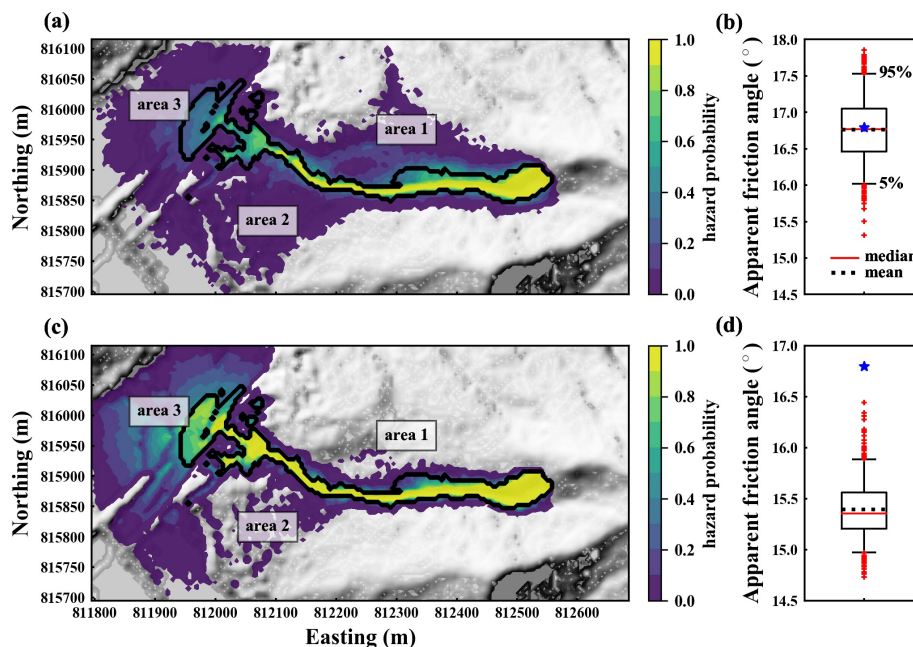 (a)
816100
816050
816000
815950
815900
815850
815800
815750
815700
Northing (m)
area 3
area 1
area 2
1.0
0.8
0.6
0.4
0.2
0.0
hazard probability
(b)
18.0
17.5
17.0
16.5
16.0
15.5
15.0
14.5
Apparent friction angle (°)
95%
5%
median
mean
(c)
816100
816050
816000
815950
815900
815850
815800
815750
815700
Northing (m)
area 3
area 1
area 2
811800 811900 812000 812100 812200 812300 812400 812500 812600
Easting (m)
1.0
0.8
0.6
0.4
0.2
0.0
hazard probability
(d)
17.0
16.5
16.0
15.5
15.0
14.5
Apparent friction angle (°)